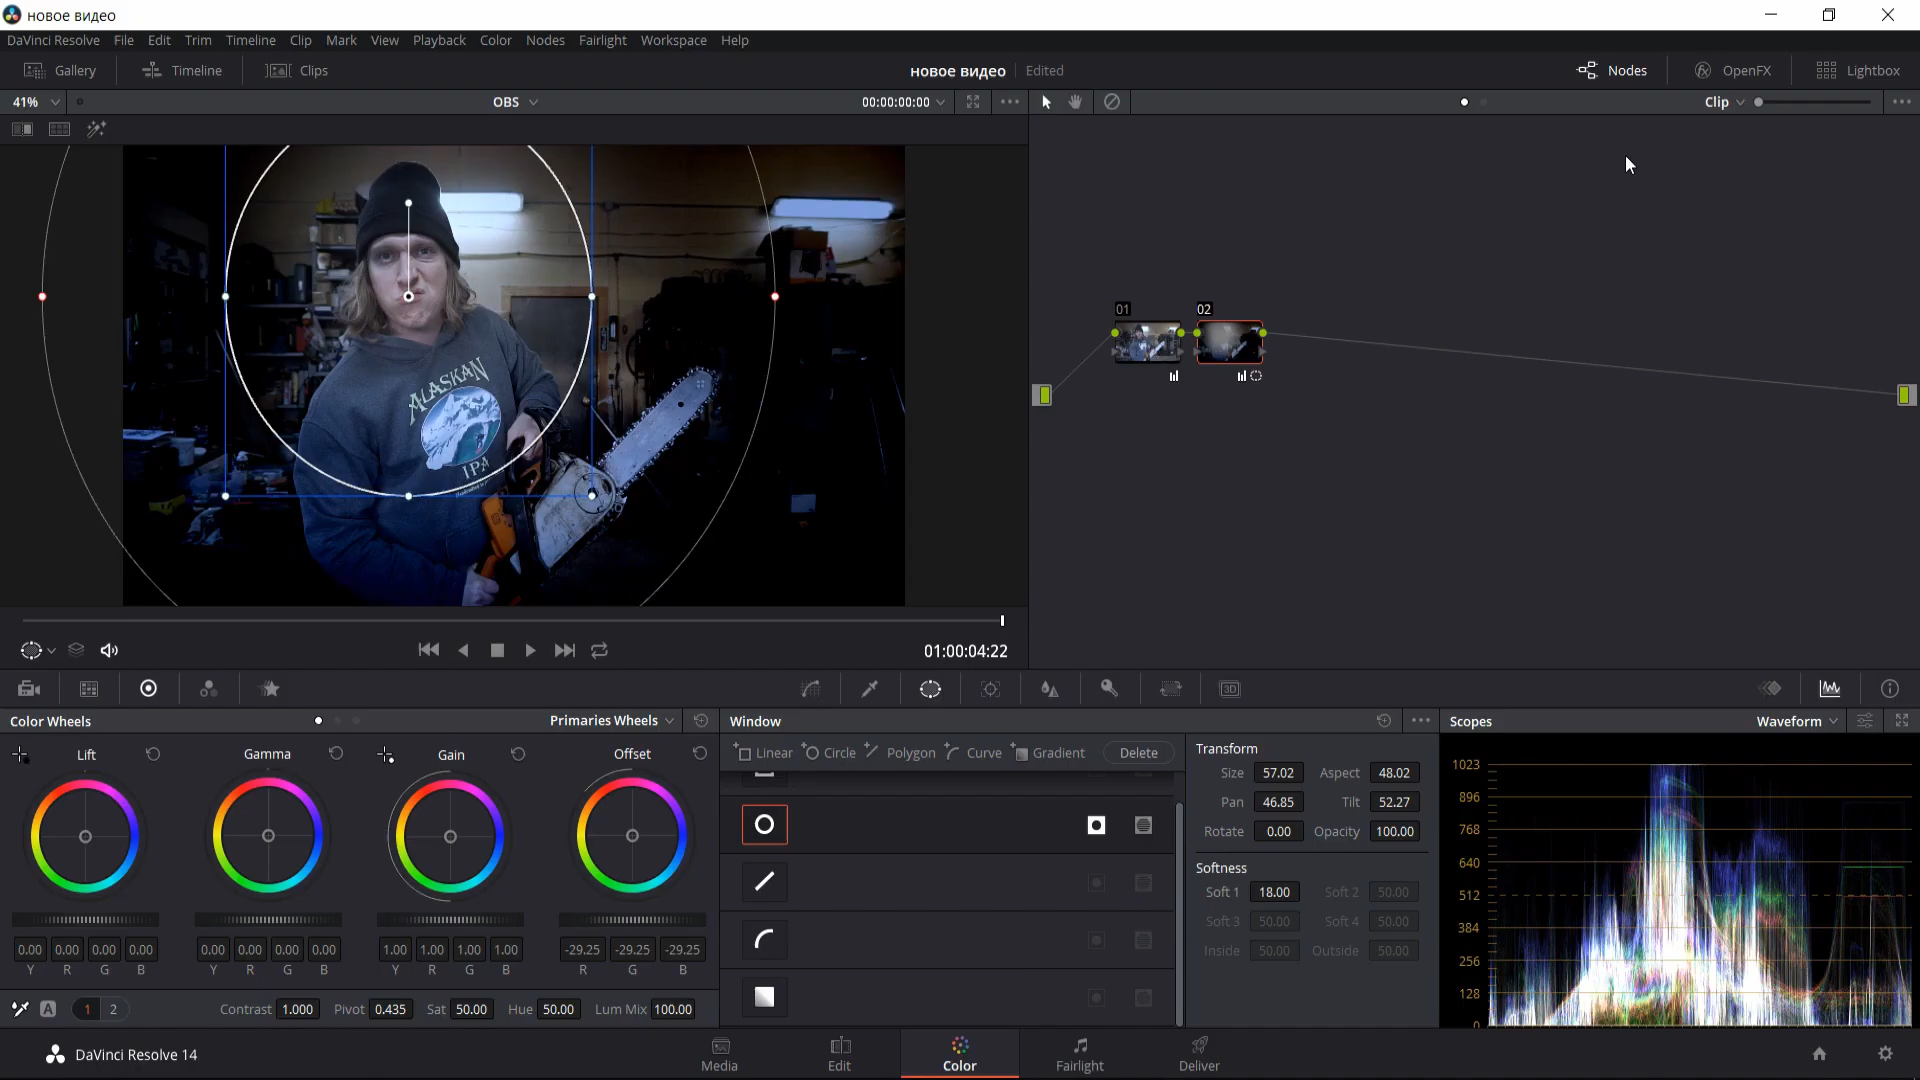 новое видео
DaVinci Resolve File Edit Trim Timeline Clip Mark View Playback Color Nodes Fairlight Workspace Help
Gallery Timeline Clips новое видео Edited Nodes OpenFX Lightbox
41% OBS 00:00:00:00 Clip
01 02
ALASKAN
IPA
01:00:04:22
3D
Color Wheels Primaries Wheels Window Scopes Waveform
Lift Gamma Gain Offset
Linear Circle Polygon Curve Gradient Delete
Transform
Size 57.02 Aspect 48.02
Pan 46.85 Tilt 52.27
Rotate 0.00 Opacity 100.00
Softness
Soft 1 18.00 Soft 2 50.00
Soft 3 50.00 Soft 4 50.00
Inside 50.00 Outside 50.00
1023
896
768
640
512
384
256
128
0
0.00 0.00 0.00 0.00 0.00 0.00 0.00 0.00 1.00 1.00 1.00 1.00 -29.25 -29.25 -29.25
Y R G B Y R G B Y R G B R G B
A 1 2 Contrast 1.000 Pivot 0.435 Sat 50.00 Hue 50.00 Lum Mix 100.00
DaVinci Resolve 14 Media Edit Color Fairlight Deliver